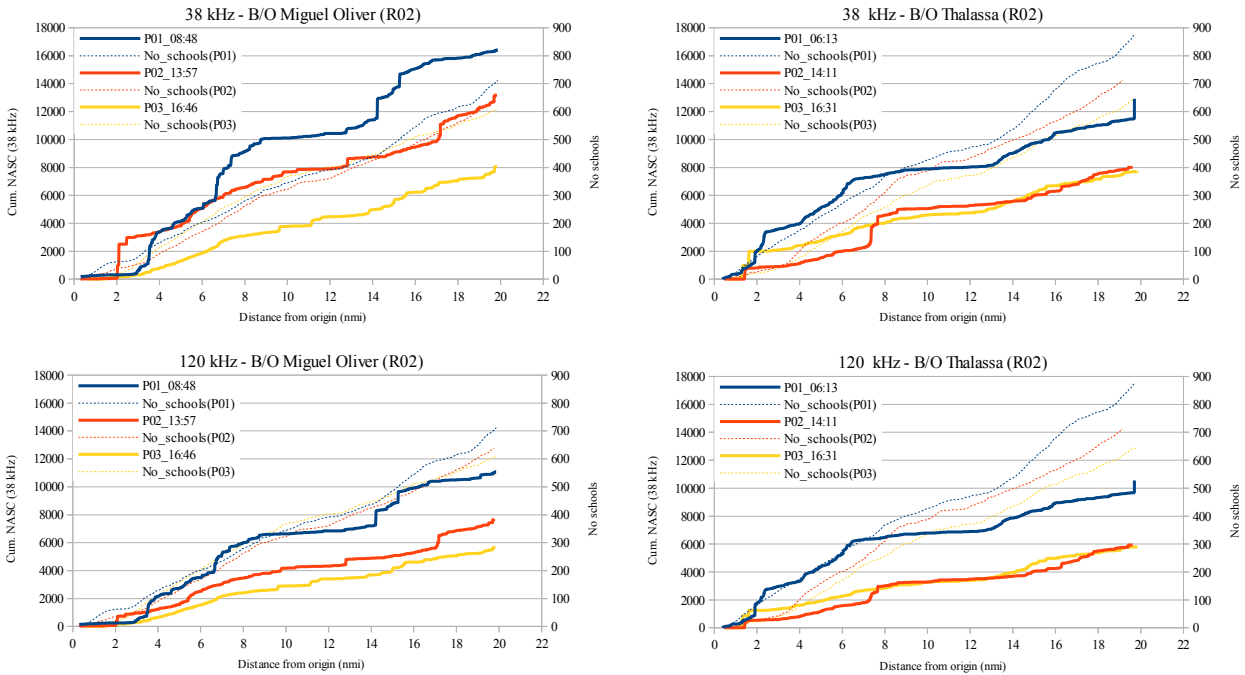 38 kHz - B/O Miguel Oliver (R02)
18000
16000
14000
12000
10000
8000
6000
4000
2000
0
Cum. NASC (38 kHz)
P01_08:48
No_schools(P01)
P02_13:57
No_schools(P02)
P03_16:46
No_schools(P03)
900
800
700
600
500
400
300
200
100
0
No schools
0 2 4 6 8 10 12 14 16 18 20 22
Distance from origin (nmi)
38 kHz - B/O Thalassa (R02)
18000
16000
14000
12000
10000
8000
6000
4000
2000
0
Cum. NASC (38 kHz)
P01_06:13
No_schools(P01)
P02_14:11
No_schools(P02)
P03_16:31
No_schools(P03)
900
800
700
600
500
400
300
200
100
0
No schools
0 2 4 6 8 10 12 14 16 18 20 22
Distance from origin (nmi)
120 kHz - B/O Miguel Oliver (R02)
18000
16000
14000
12000
10000
8000
6000
4000
2000
0
Cum. NASC (38 kHz)
P01_08:48
No_schools(P01)
P02_13:57
No_schools(P02)
P03_16:46
No_schools(P03)
900
800
700
600
500
400
300
200
100
0
No schools
0 2 4 6 8 10 12 14 16 18 20 22
Distance from origin (nmi)
120 kHz - B/O Thalassa (R02)
18000
16000
14000
12000
10000
8000
6000
4000
2000
0
Cum. NASC (38 kHz)
P01_06:13
No_schools(P01)
P02_14:11
No_schools(P02)
P03_16:31
No_schools(P03)
900
800
700
600
500
400
300
200
100
0
No schools
0 2 4 6 8 10 12 14 16 18 20 22
Distance from origin (nmi)